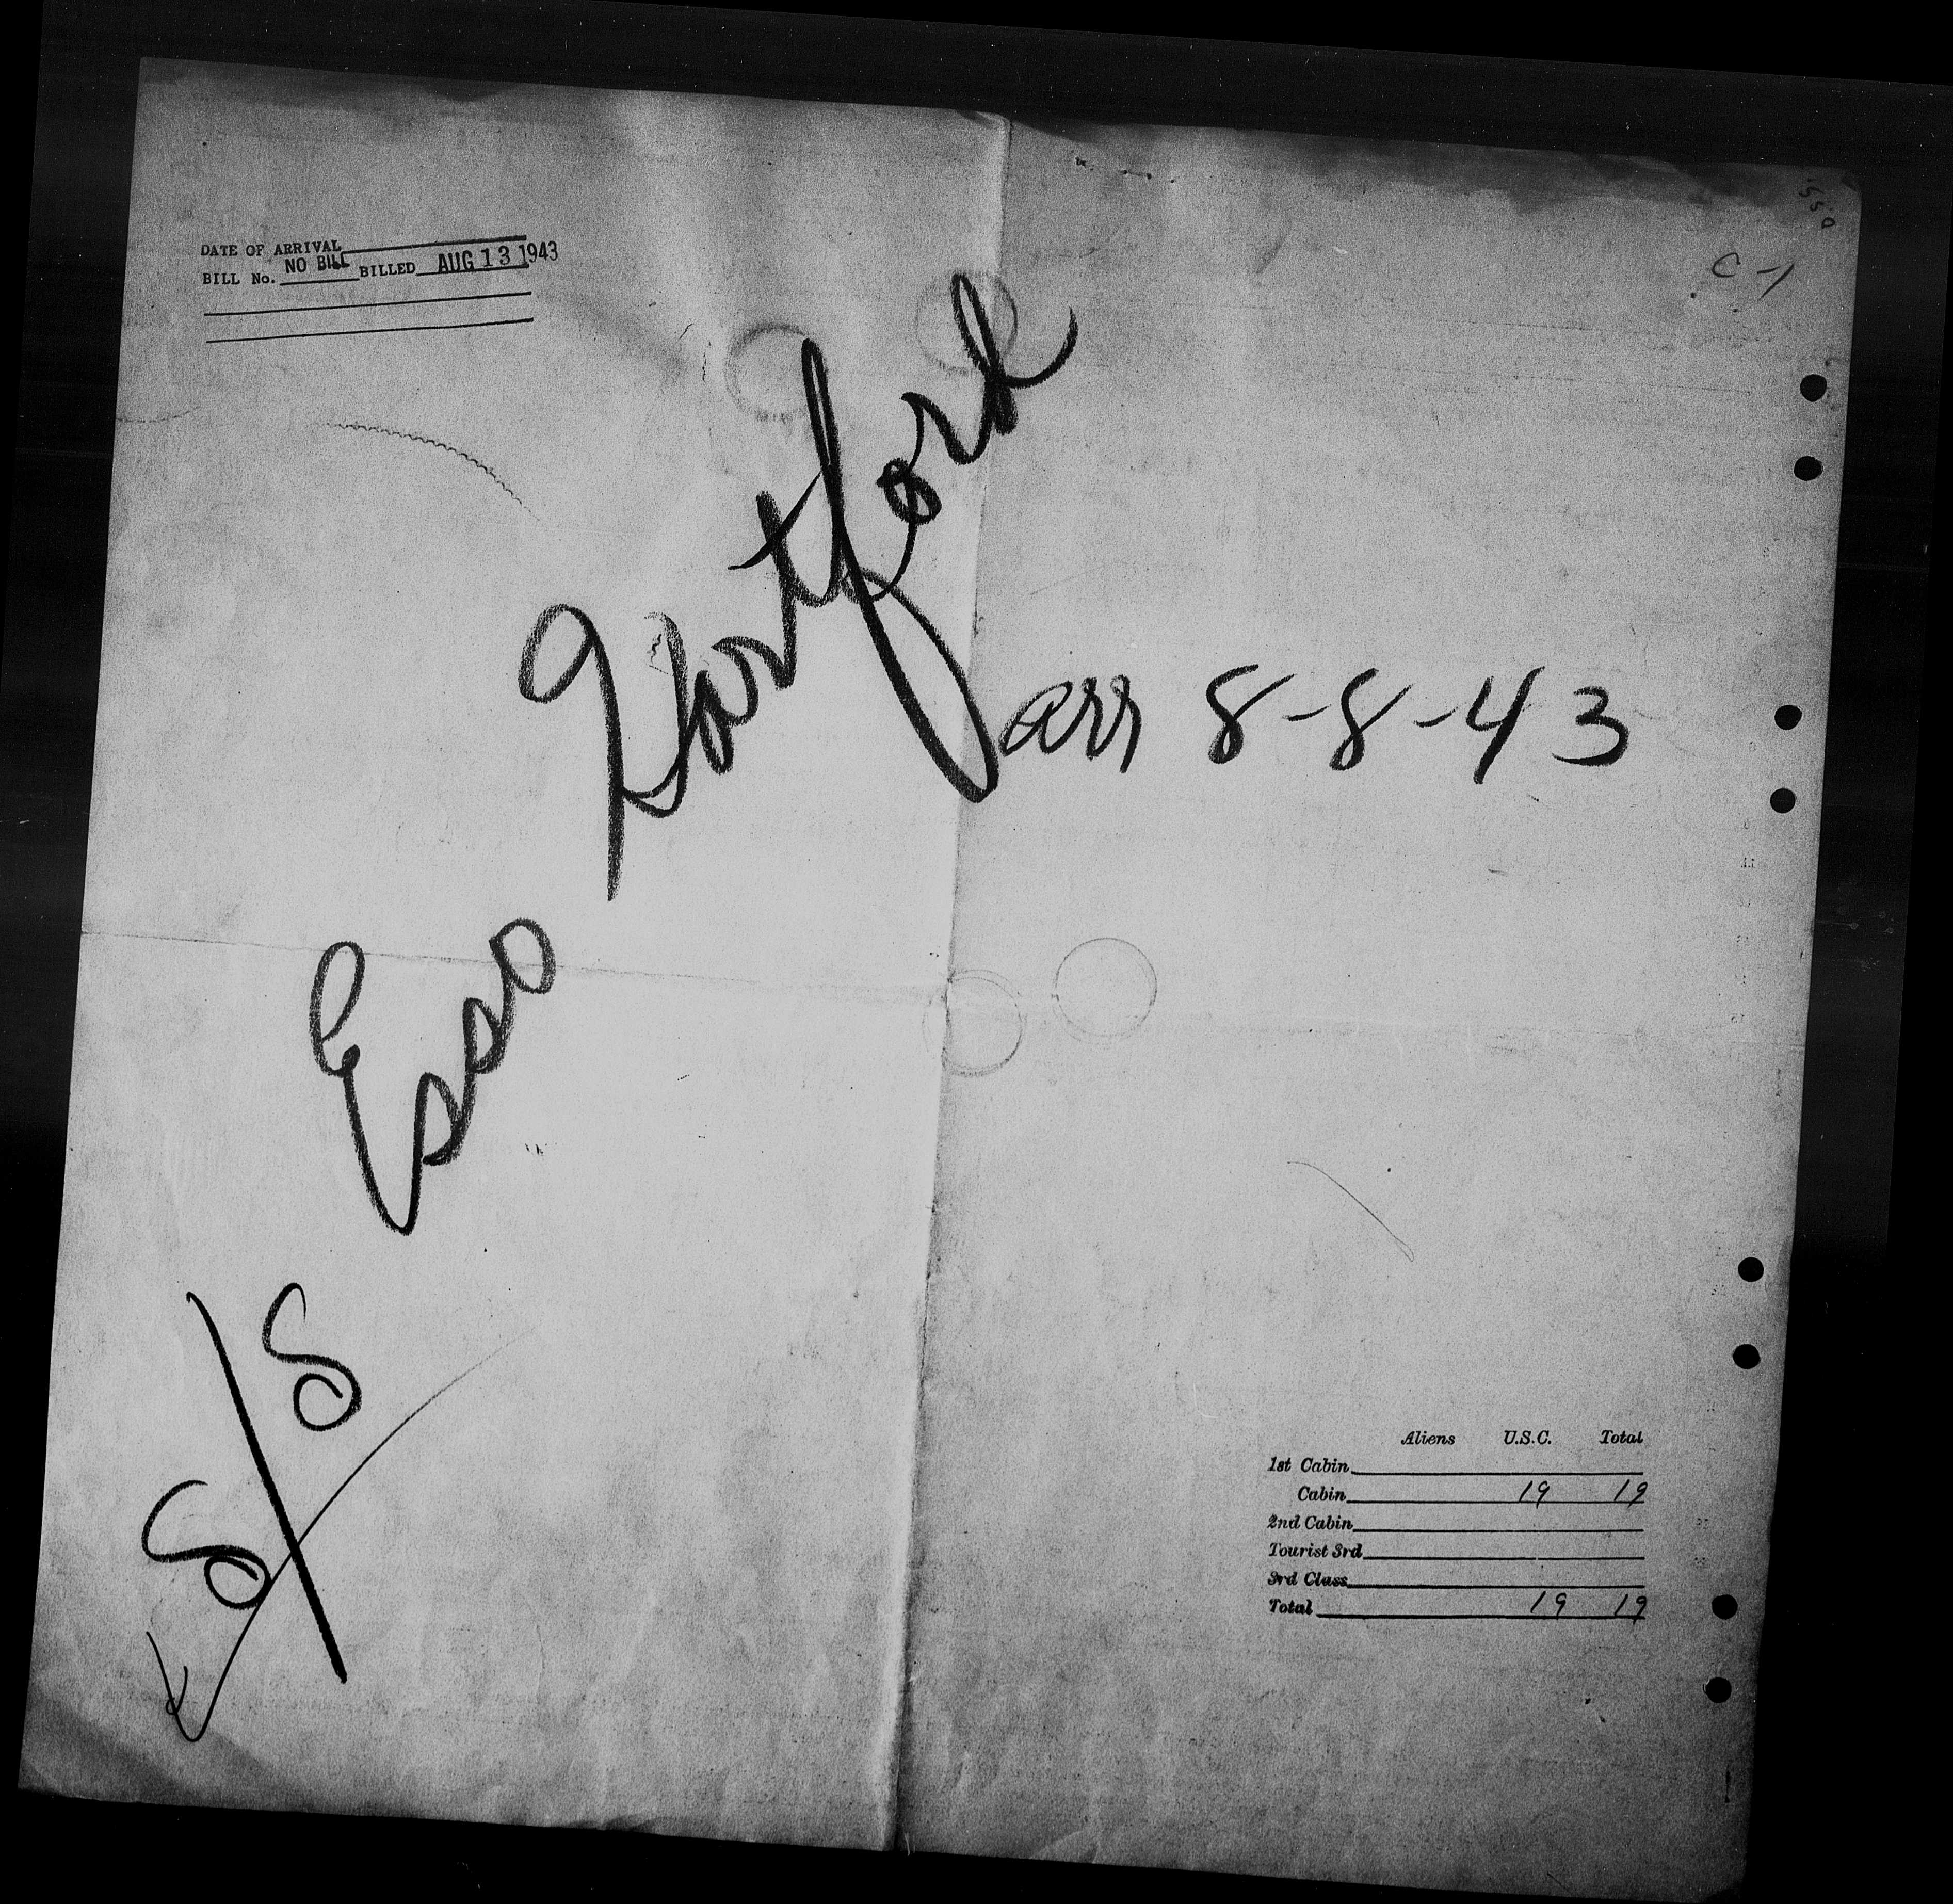 DATE OF ARRIVAL
BILL No. NO BILL BILLED AUG 13 1943
C-1
S/S Esso Hartford
arr 8-8-43
Aliens U.S.C. Total
1st Cabin
Cabin 19 19
2nd Cabin
Tourist 3rd
3rd Class
Total 19 19